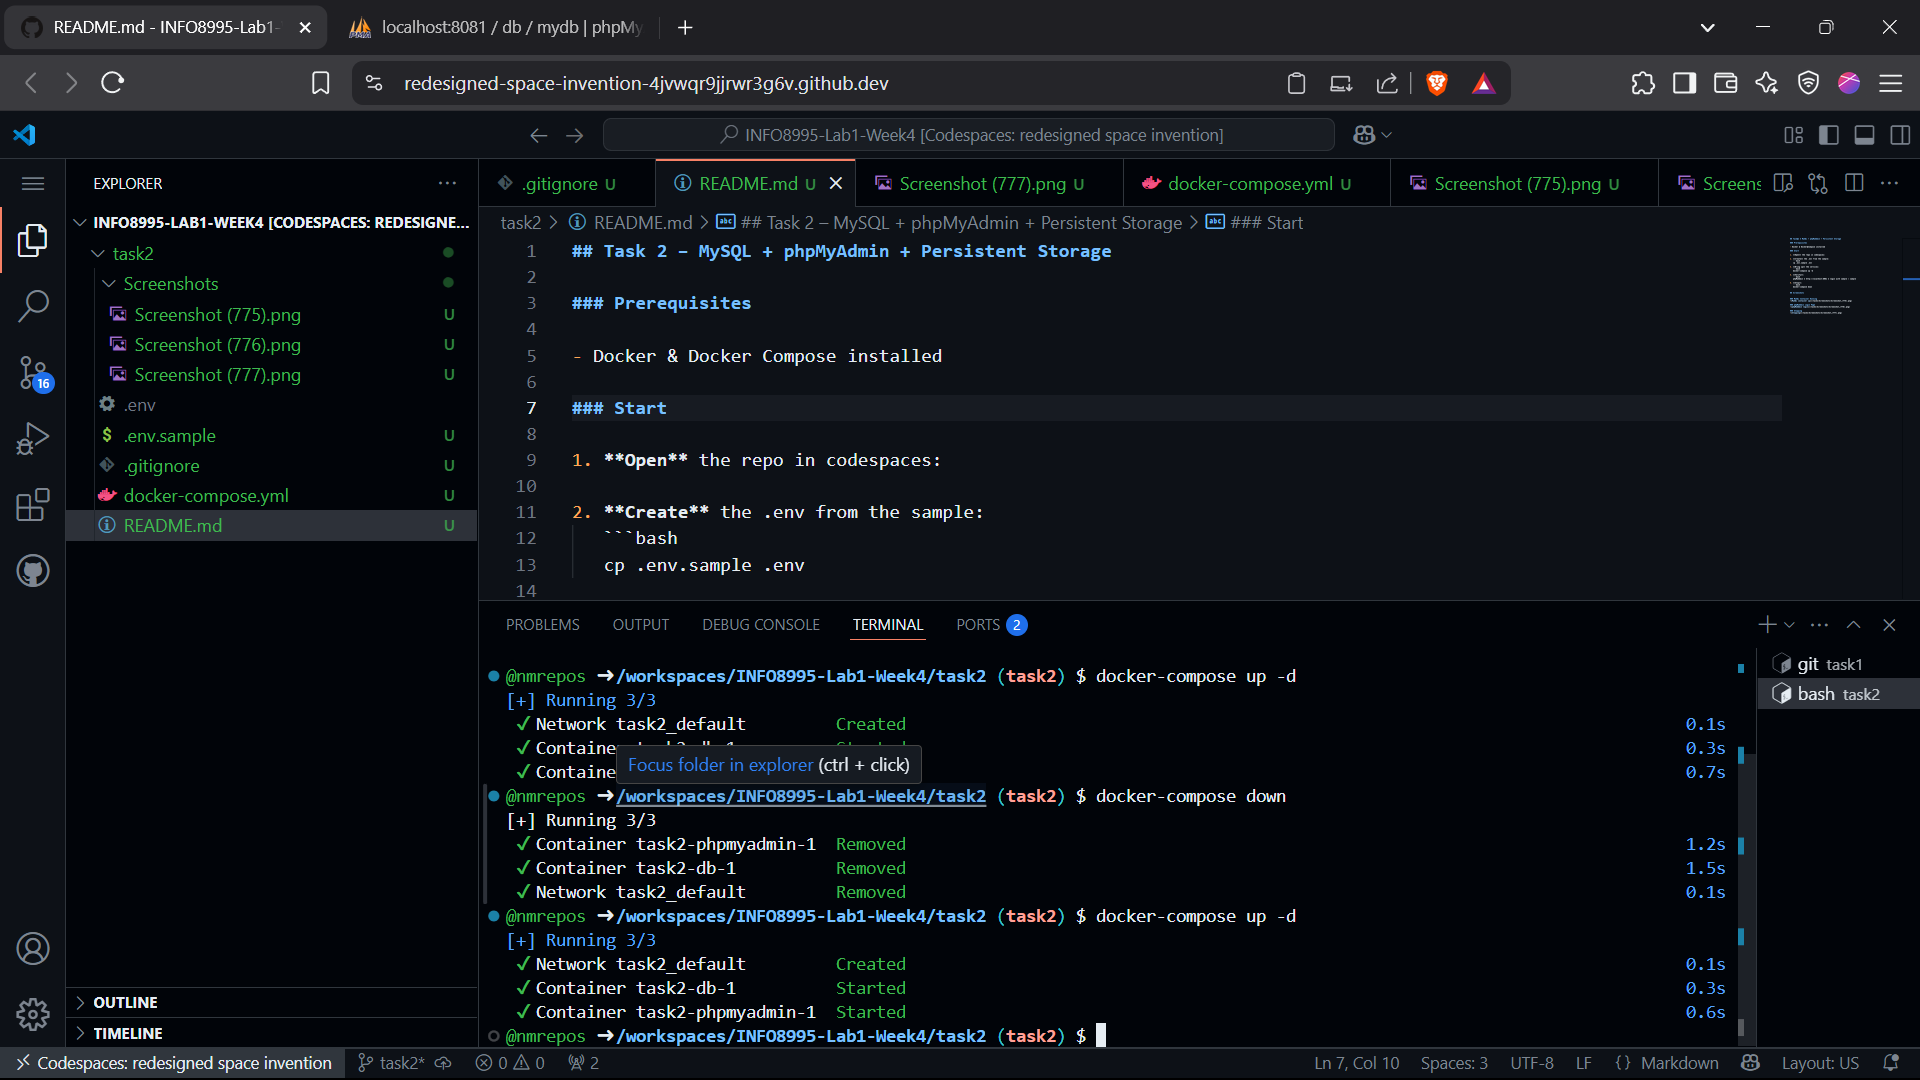 README.md - INFO8995-Lab1-
localhost:8081 / db / mydb | phpMy
redesigned-space-invention-4jvwqr9jjrwr3g6v.github.dev
INFO8995-Lab1-Week4 [Codespaces: redesigned space invention]
EXPLORER
INFO8995-LAB1-WEEK4 [CODESPACES: REDESIGNE...
task2
Screenshots
Screenshot (775).png U
Screenshot (776).png U
Screenshot (777).png U
.env
.env.sample U
.gitignore U
docker-compose.yml U
README.md U
16
OUTLINE
TIMELINE
.gitignore U
README.md U
Screenshot (777).png U
docker-compose.yml U
Screenshot (775).png U
Screens
task2 > README.md > ## Task 2 – MySQL + phpMyAdmin + Persistent Storage > ### Start
1 ## Task 2 – MySQL + phpMyAdmin + Persistent Storage
2
3 ### Prerequisites
4
5 - Docker & Docker Compose installed
6
7 ### Start
8
9 1. **Open** the repo in codespaces:
10
11 2. **Create** the .env from the sample:
12 ```bash
13 cp .env.sample .env
14
PROBLEMS OUTPUT DEBUG CONSOLE TERMINAL PORTS 2
@nmrepos ➜/workspaces/INFO8995-Lab1-Week4/task2 (task2) $ docker-compose up -d
[+] Running 3/3
✓ Network task2_default Created 0.1s
✓ Containe 0.3s
✓ Containe 0.7s
Focus folder in explorer (ctrl + click)
@nmrepos ➜/workspaces/INFO8995-Lab1-Week4/task2 (task2) $ docker-compose down
[+] Running 3/3
✓ Container task2-phpmyadmin-1 Removed 1.2s
✓ Container task2-db-1 Removed 1.5s
✓ Network task2_default Removed 0.1s
@nmrepos ➜/workspaces/INFO8995-Lab1-Week4/task2 (task2) $ docker-compose up -d
[+] Running 3/3
✓ Network task2_default Created 0.1s
✓ Container task2-db-1 Started 0.3s
✓ Container task2-phpmyadmin-1 Started 0.6s
@nmrepos ➜/workspaces/INFO8995-Lab1-Week4/task2 (task2) $
git task1
bash task2
Codespaces: redesigned space invention task2* 0 0 2
Ln 7, Col 10 Spaces: 3 UTF-8 LF {} Markdown Layout: US